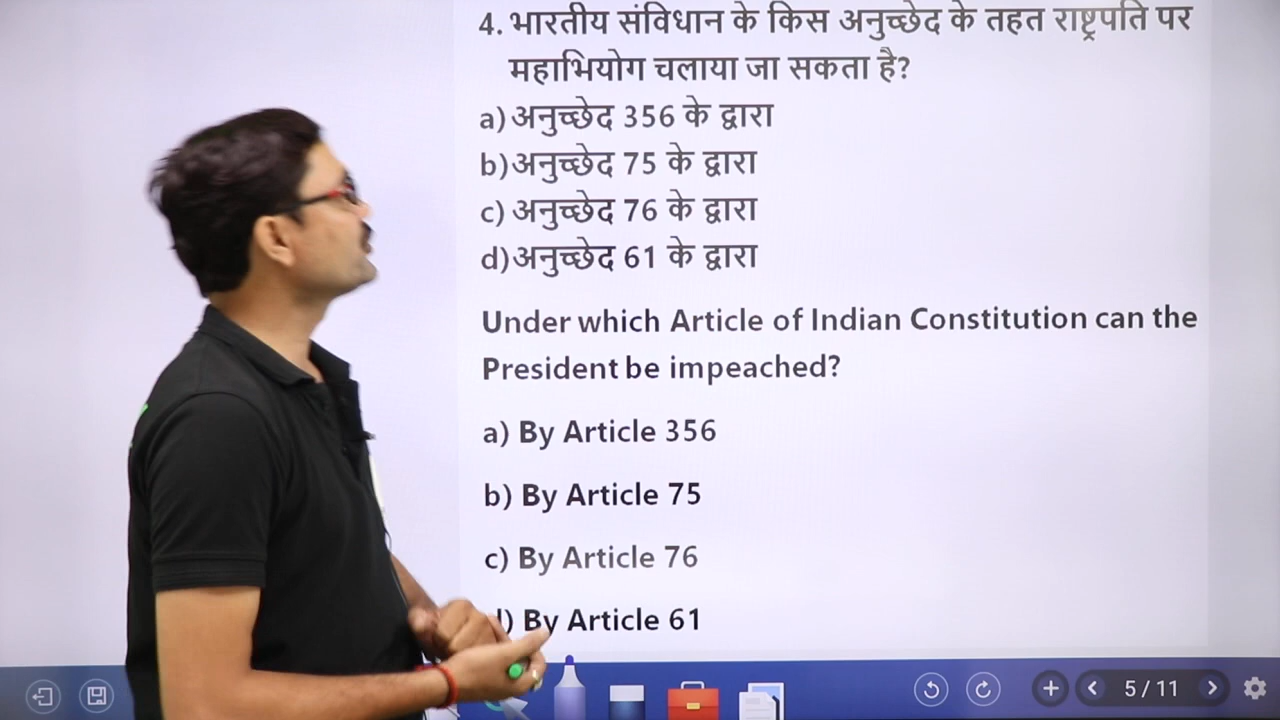 4. भारतीय संविधान के किस अनुच्छेद के तहत राष्ट्रपति पर
महाभियोग चलाया जा सकता है?
a) अनुच्छेद 356 के द्वारा
b)अनुच्छेद 75 के द्वारा
c) अनुच्छेद 76 के द्वारा
d)अनुच्छेद 61 के द्वारा
Under which Article of Indian Constitution can the
President be impeached?
a) By Article 356
b) By Article 75
c) By Article 76
d) By Article 61
5 / 11